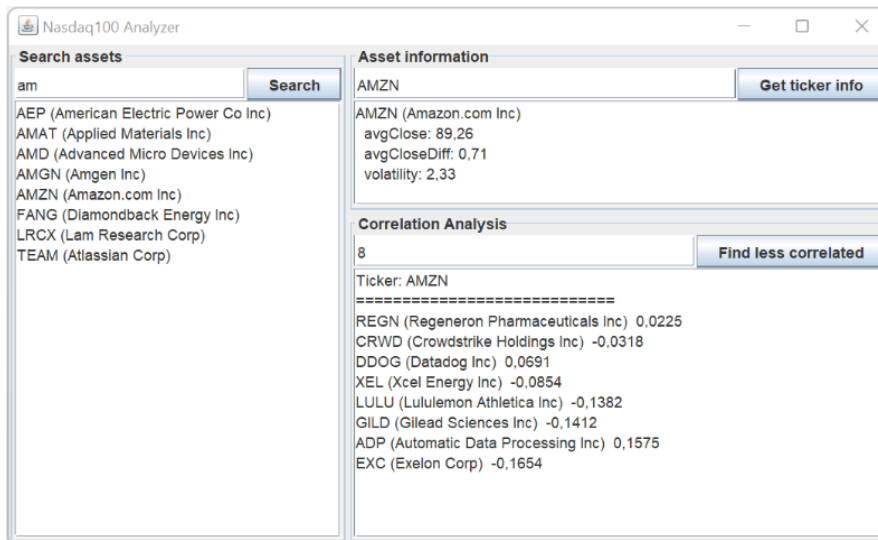 Nasdaq100 Analyzer
Search assets
am
Search
AEP (American Electric Power Co Inc)
AMAT (Applied Materials Inc)
AMD (Advanced Micro Devices Inc)
AMGN (Amgen Inc)
AMZN (Amazon.com Inc)
FANG (Diamondback Energy Inc)
LRCX (Lam Research Corp)
TEAM (Atlassian Corp)
Asset information
AMZN
Get ticker info
AMZN (Amazon.com Inc)
avgClose: 89,26
avgCloseDiff: 0,71
volatility: 2,33
Correlation Analysis
8
Find less correlated
Ticker: AMZN
============================
REGN (Regeneron Pharmaceuticals Inc)  0,0225
CRWD (Crowdstrike Holdings Inc)  -0,0318
DDOG (Datadog Inc)  0,0691
XEL (Xcel Energy Inc)  -0,0854
LULU (Lululemon Athletica Inc)  -0,1382
GILD (Gilead Sciences Inc)  -0,1412
ADP (Automatic Data Processing Inc)  0,1575
EXC (Exelon Corp)  -0,1654